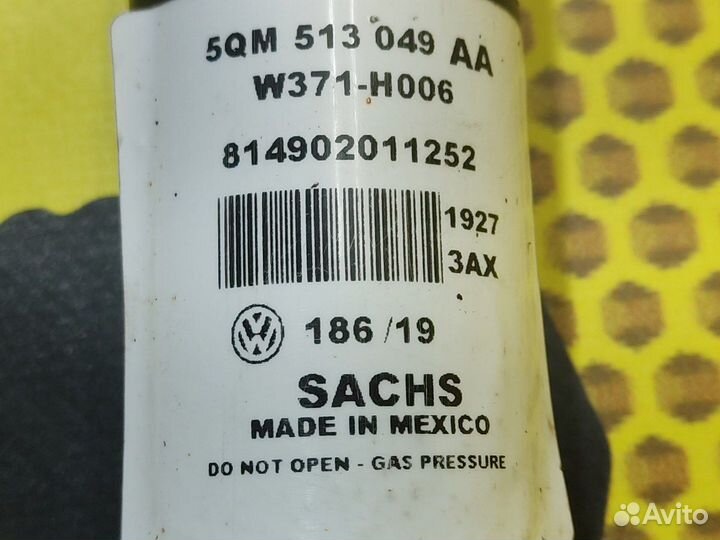 5QM 513 049 AA
W371-H006
814902011252
1927
3AX
186 / 19
SACHS
MADE IN MEXICO
DO NOT OPEN - GAS PRESSURE
Avito